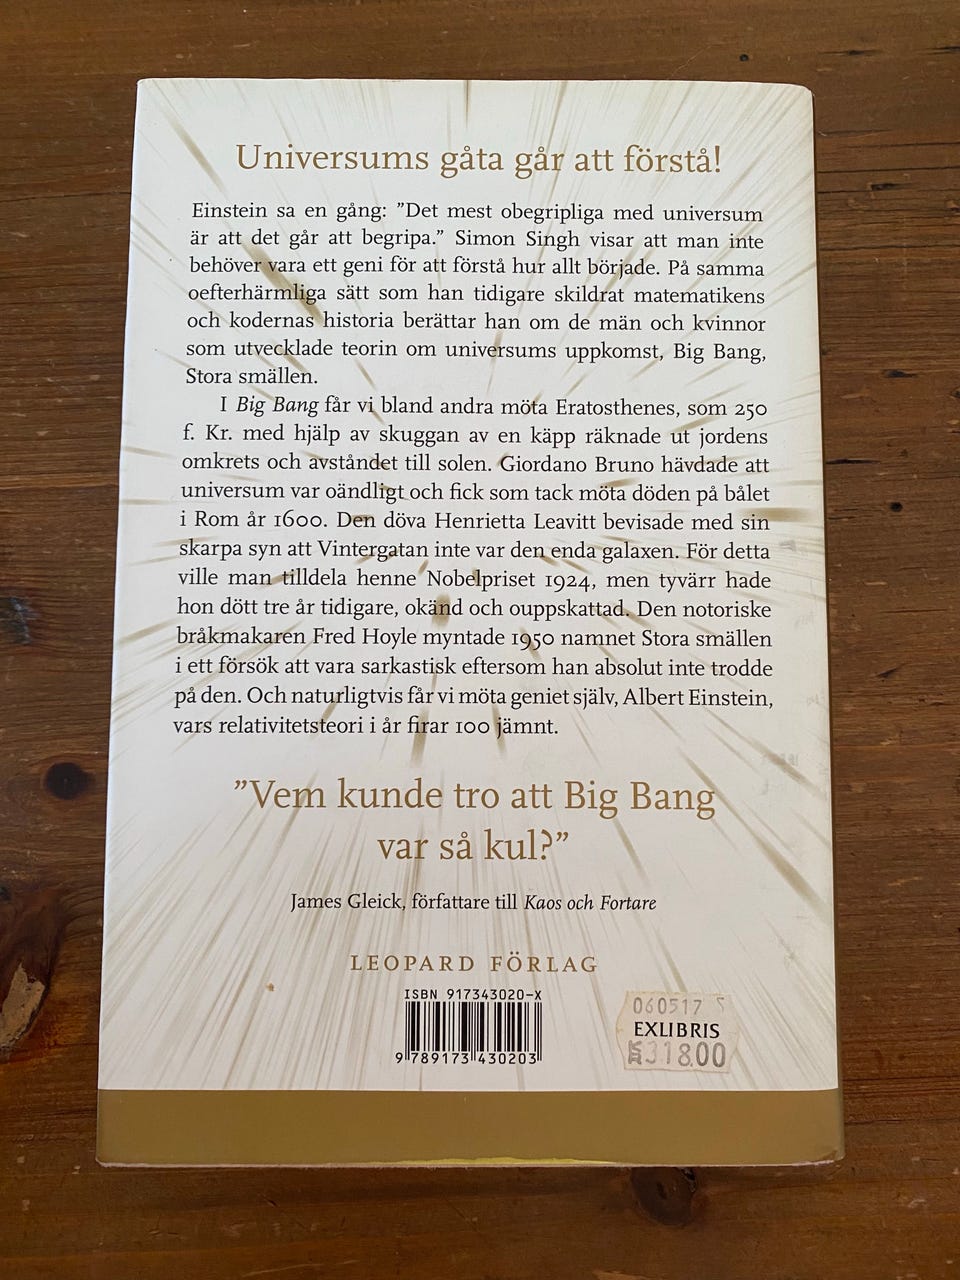 Universums gåta går att förstå!
Einstein sa en gång: ”Det mest obegripliga med universum
är att det går att begripa.” Simon Singh visar att man inte
behöver vara ett geni för att förstå hur allt började. På samma
oefterhärmliga sätt som han tidigare skildrat matematikens
och kodernas historia berättar han om de män och kvinnor
som utvecklade teorin om universums uppkomst, Big Bang,
Stora smällen.
I Big Bang får vi bland andra möta Eratosthenes, som 250
f. Kr. med hjälp av skuggan av en käpp räknade ut jordens
omkrets och avståndet till solen. Giordano Bruno hävdade att
universum var oändligt och fick som tack möta döden på bålet
i Rom år 1600. Den döva Henrietta Leavitt bevisade med sin
skarpa syn att Vintergatan inte var den enda galaxen. För detta
ville man tilldela henne Nobelpriset 1924, men tyvärr hade
hon dött tre år tidigare, okänd och ouppskattad. Den notoriske
bråkmakaren Fred Hoyle myntade 1950 namnet Stora smällen
i ett försök att vara sarkastisk eftersom han absolut inte trodde
på den. Och naturligtvis får vi möta geniet själv, Albert Einstein,
vars relativitetsteori i år firar 100 jämnt.
”Vem kunde tro att Big Bang
var så kul?”
James Gleick, författare till Kaos och Fortare
LEOPARD FÖRLAG
ISBN 917343020-X
9 789173 430203
060517 5
EXLIBRIS
318.00